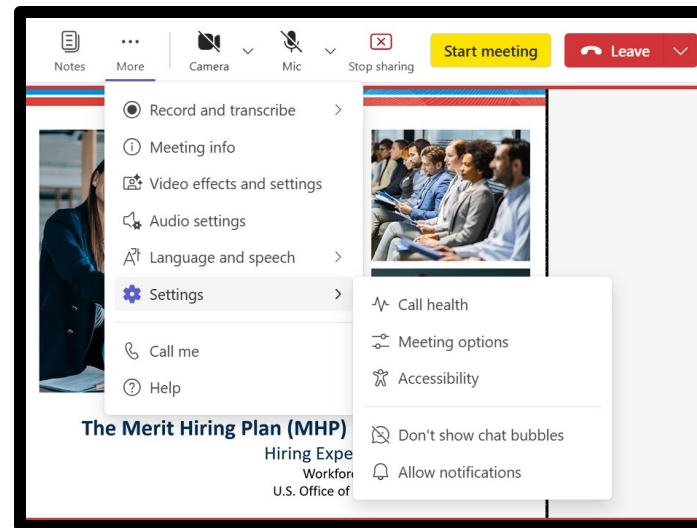 Notes
More
Camera
Mic
Stop sharing
Start meeting
Leave
Record and transcribe
Meeting info
Video effects and settings
Audio settings
Language and speech
Settings
Call me
Help
Call health
Meeting options
Accessibility
Don't show chat bubbles
Allow notifications
The Merit Hiring Plan (MHP)
Hiring Expe
Workfor
U.S. Office of